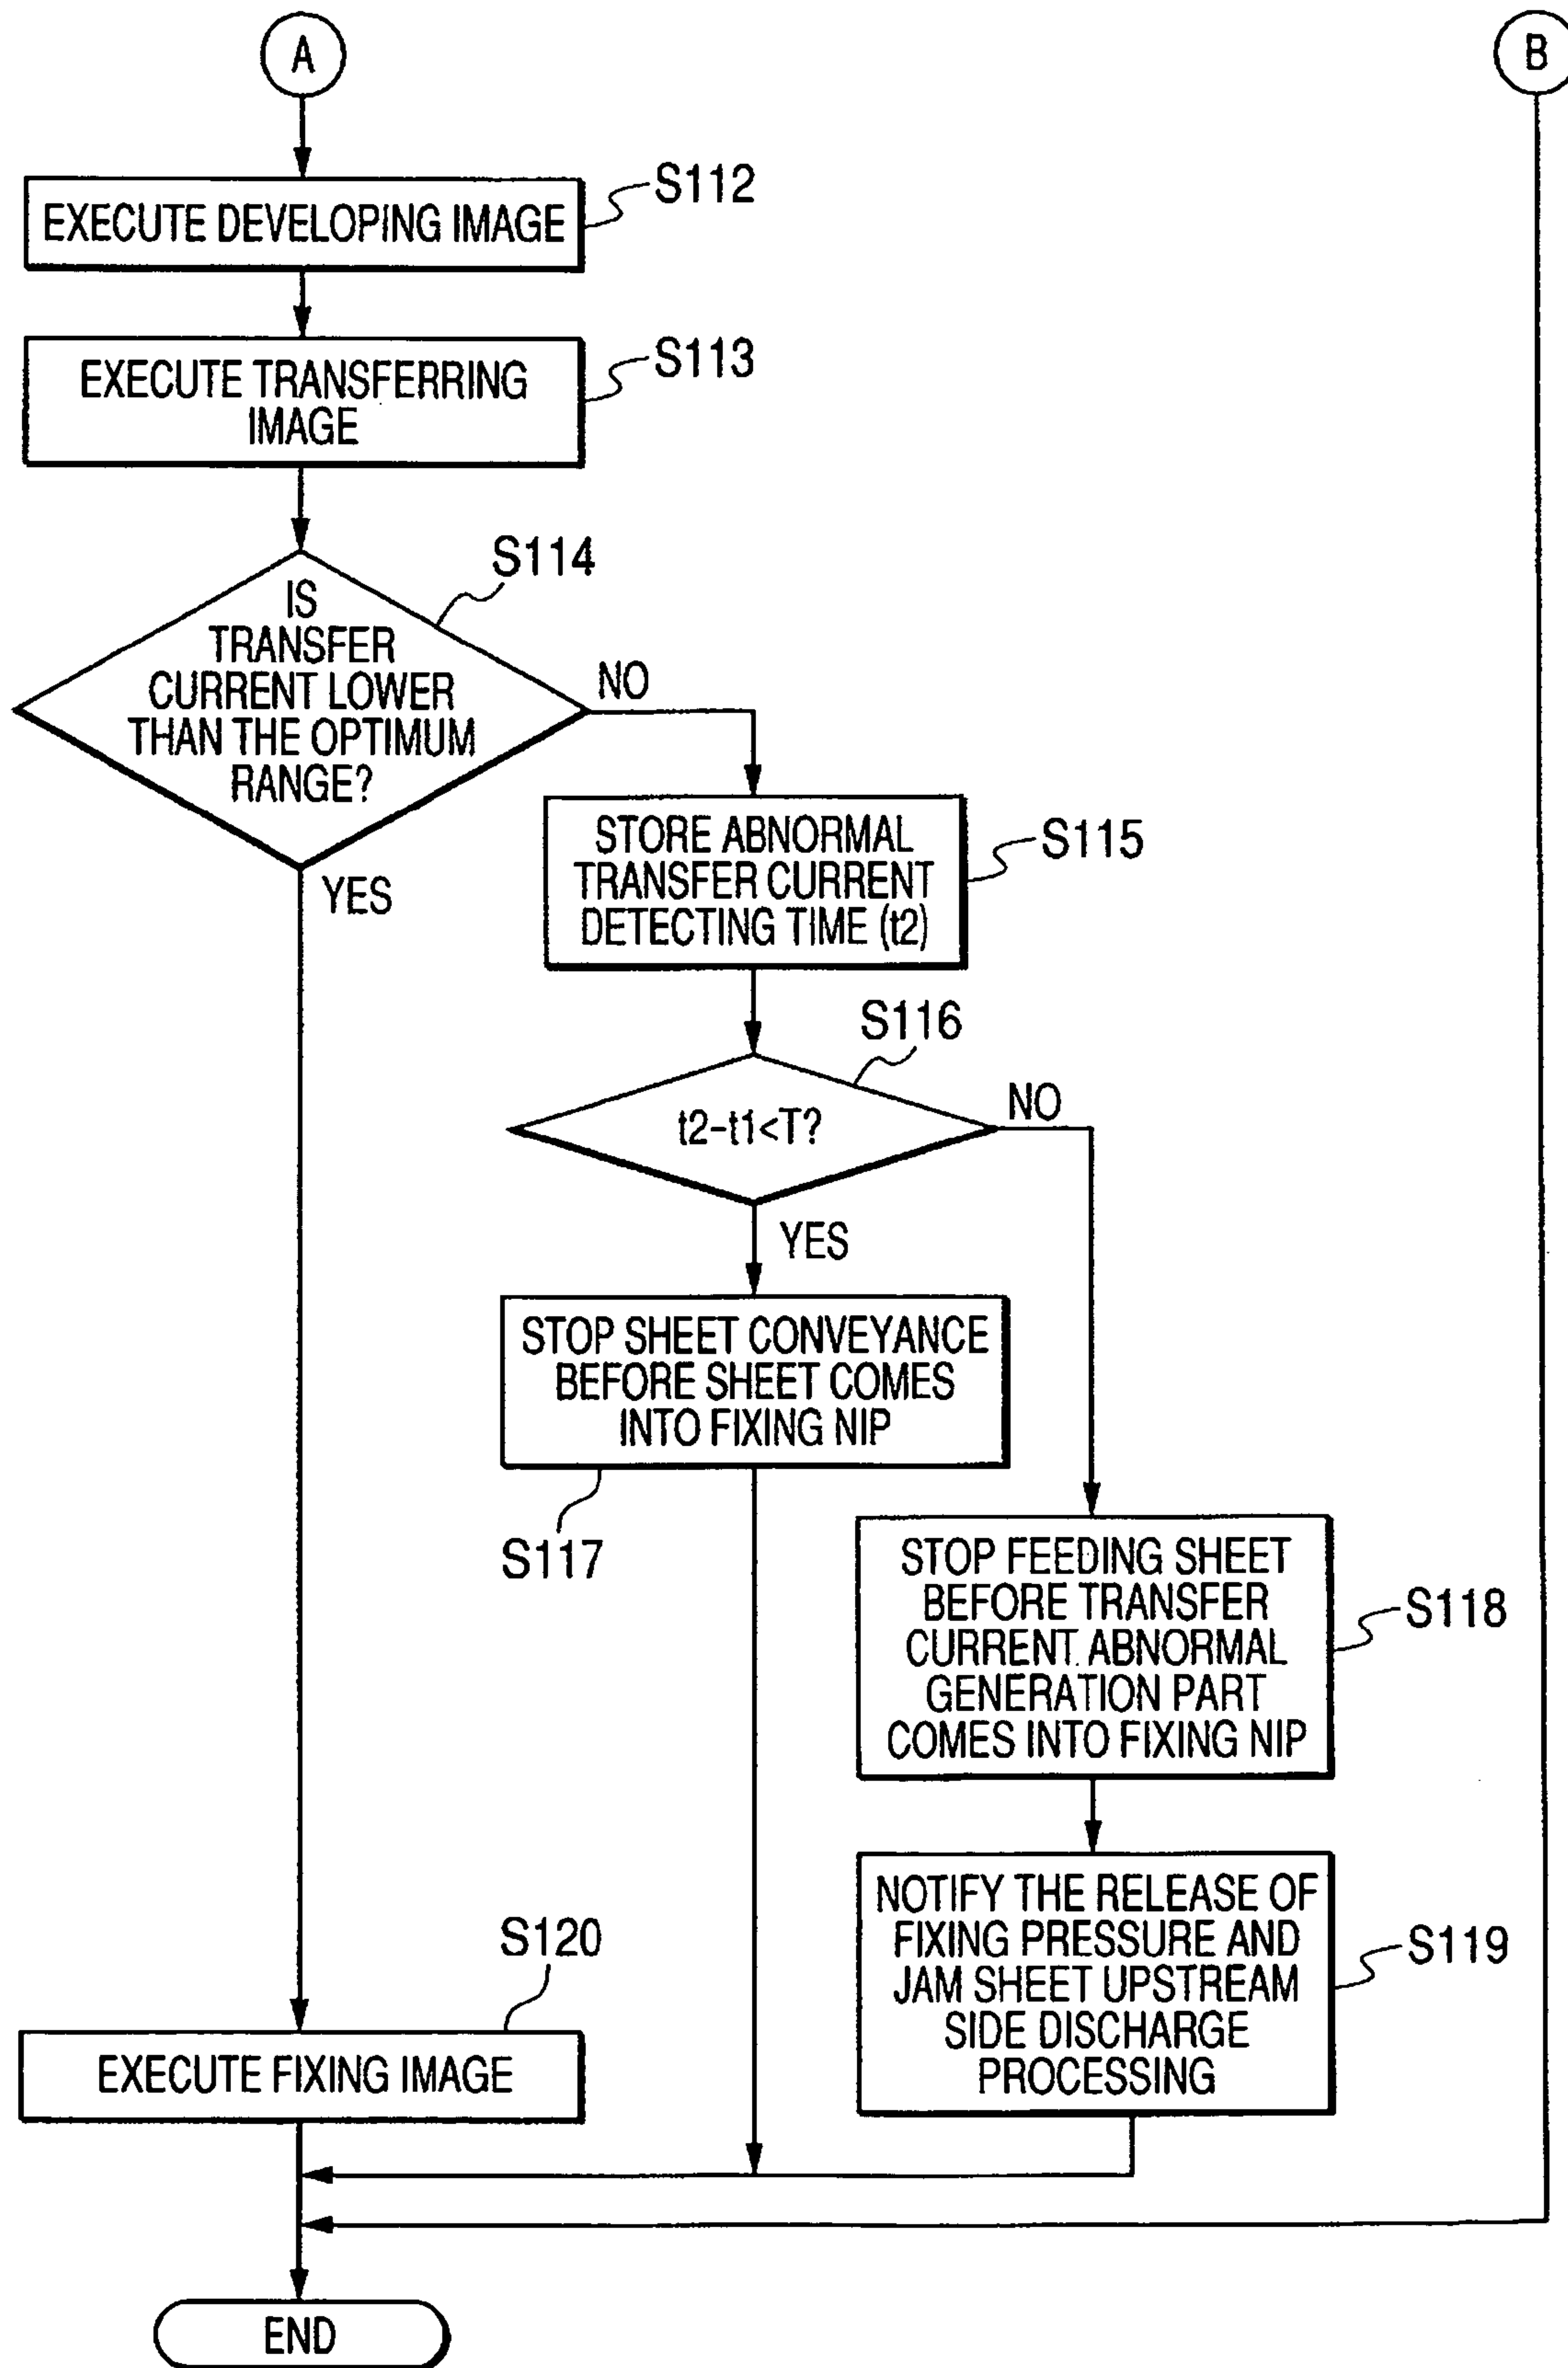 A
B
EXECUTE DEVELOPING IMAGE
S112
EXECUTE TRANSFERRING
IMAGE
S113
IS
TRANSFER
CURRENT LOWER
THAN THE OPTIMUM
RANGE?
S114
NO
YES
STORE ABNORMAL
TRANSFER CURRENT
DETECTING TIME (t2)
S115
t2-t1<T?
S116
NO
YES
STOP SHEET CONVEYANCE
BEFORE SHEET COMES
INTO FIXING NIP
S117
STOP FEEDING SHEET
BEFORE TRANSFER
CURRENT ABNORMAL
GENERATION PART
COMES INTO FIXING NIP
S118
NOTIFY THE RELEASE OF
FIXING PRESSURE AND
JAM SHEET UPSTREAM
SIDE DISCHARGE
PROCESSING
S119
S120
EXECUTE FIXING IMAGE
END